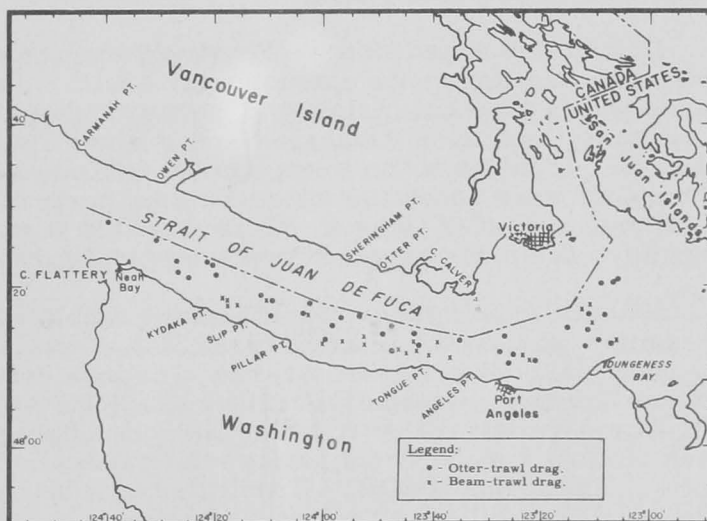 Vancouver Island
CANADA
UNITED STATES
San Juan Islands
40'
CARMANAH PT.
OWEN PT.
STRAIT OF JUAN DE FUCA
SHERINGHAM PT.
OTTER PT.
C. CALVERY
Victoria
C. FLATTERY
Neah
Bay
20'
KYDAKA PT.
SLIP PT.
PILLAR PT.
TONGUE PT.
ANGELES PT.
Port
Angeles
DUNGENESS
BAY
Washington
48°00'
Legend:
• - Otter-trawl drag.
x - Beam-trawl drag.
124°40'
124°20'
124°00'
123°40'
123°20'
123°00'